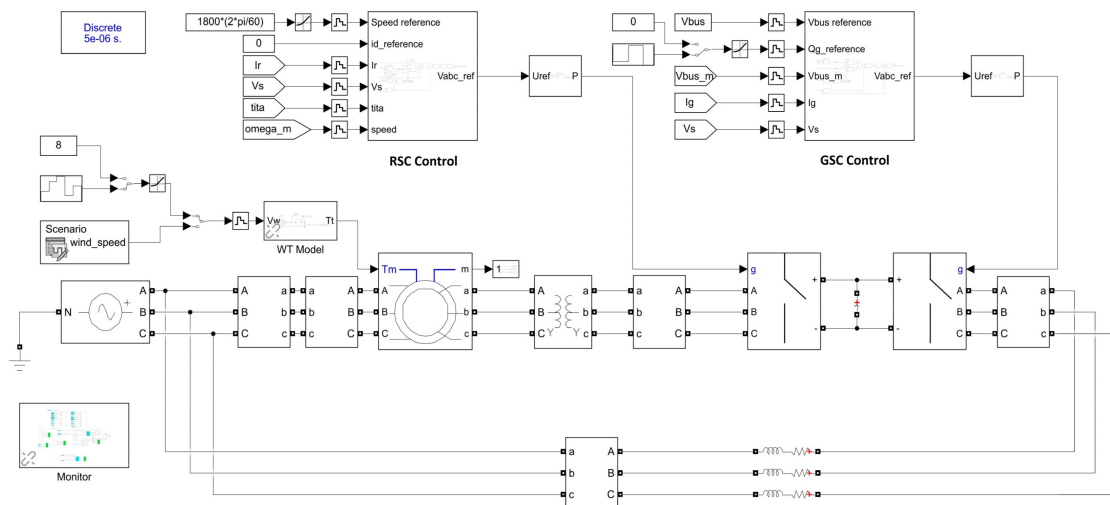 Discrete
5e-06 s.
1800*(2*pi/60)
0
Ir
Vs
tita
omega_m
Speed reference
id_reference
Ir
Vs
tita
speed
Vabc_ref
RSC Control
Uref P
0
Vbus
Vbus_m
Ig
Vs
Vbus reference
Qg_reference
Vbus_m
Ig
Vs
Vabc_ref
GSC Control
Uref P
8
Scenario
wind_speed
Vw Tt
WT Model
Tm m
1
N A B C
A B C a b c
a b c A B C
A B C a b c
A B C a b c
Y Y
A B C a b c
g
A B C + -
+ - g
A B C
A B C a b c
Monitor
a A
b B
c C